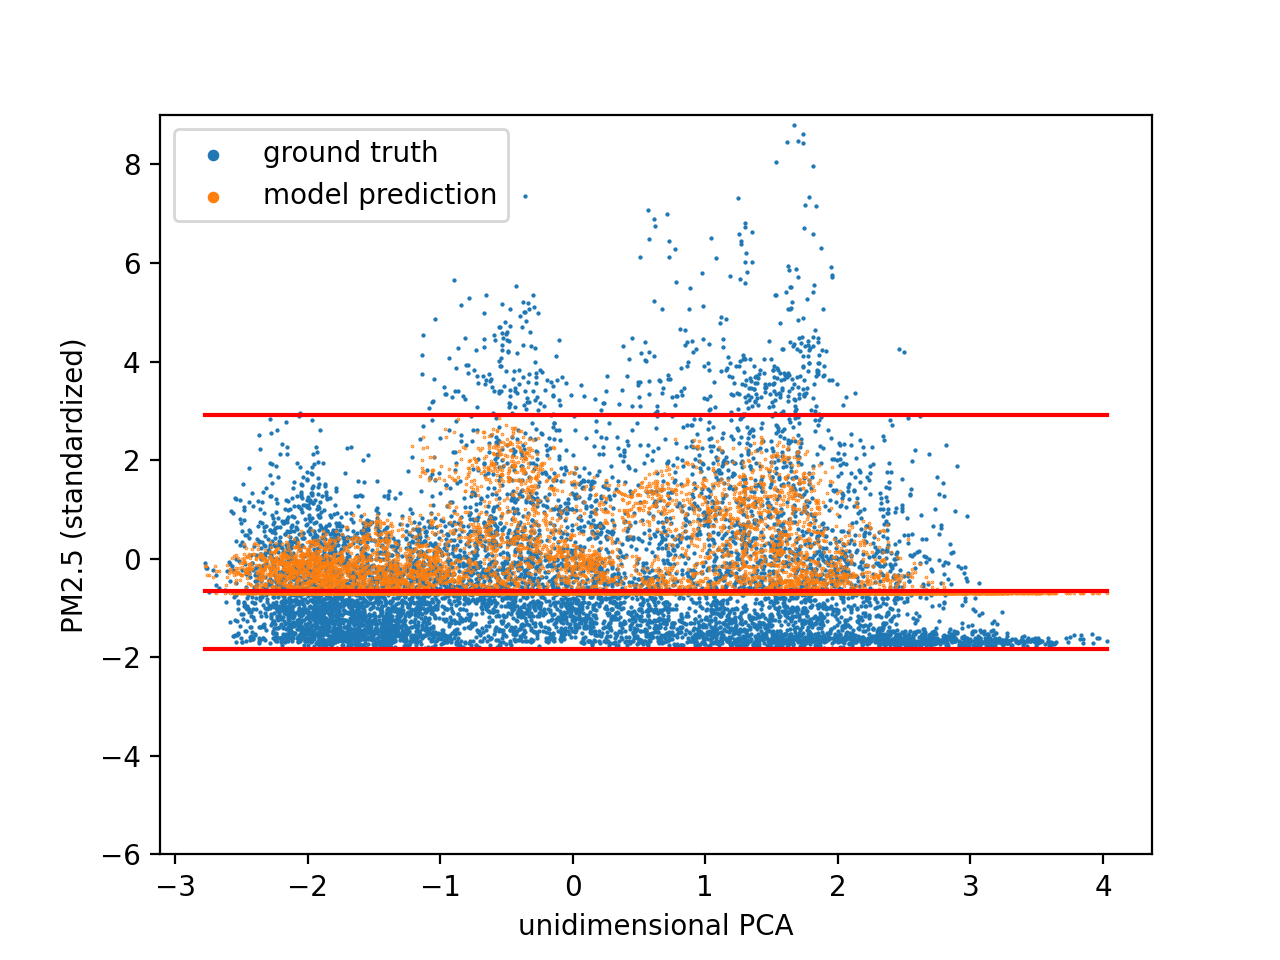 ground truth
model prediction
8
6
4
2
0
−2
−4
−6
PM2.5 (standardized)
−3 −2 −1 0 1 2 3 4
unidimensional PCA